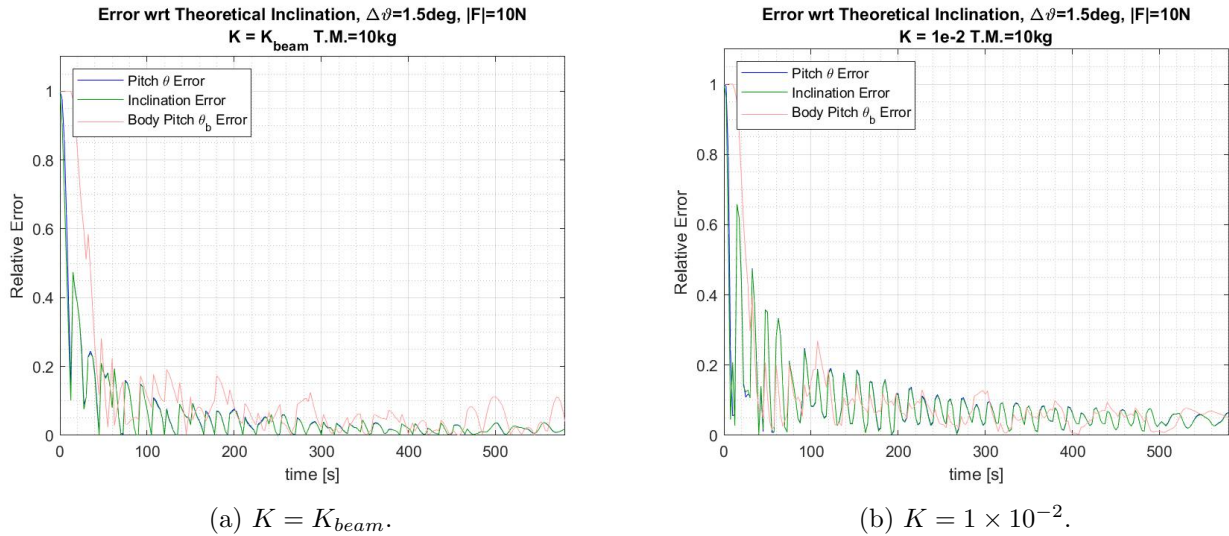 Error wrt Theoretical Inclination, Δϑ=1.5deg, |F|=10N
K = K_beam T.M.=10kg
Pitch θ Error
Inclination Error
Body Pitch θ_b Error
1
0.8
0.6
0.4
0.2
0
Relative Error
0 100 200 300 400 500
time [s]
(a) K = K_beam.
Error wrt Theoretical Inclination, Δϑ=1.5deg, |F|=10N
K = 1e-2 T.M.=10kg
Pitch θ Error
Inclination Error
Body Pitch θ_b Error
1
0.8
0.6
0.4
0.2
0
Relative Error
0 100 200 300 400 500
time [s]
(b) K = 1 × 10⁻².